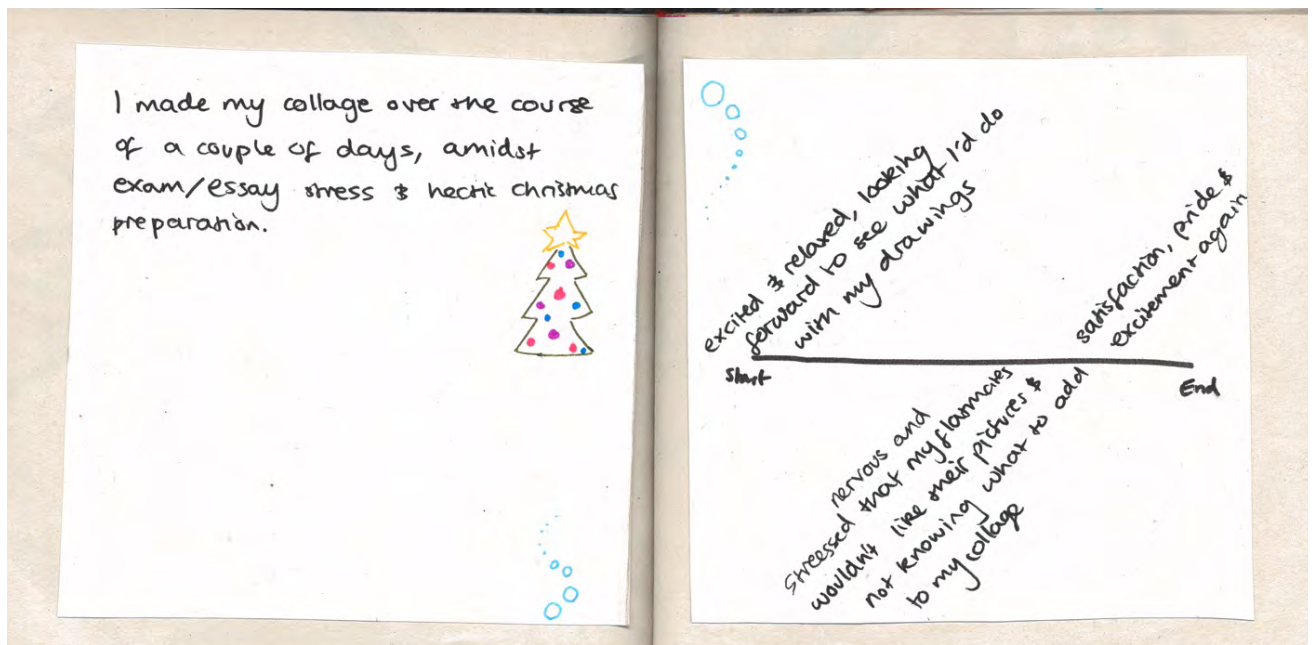 I made my collage over the course
of a couple of days, amidst
exam/essay stress & hectic christmas
preparation.
excited & relaxed, looking
forward to see what I'd do
with my drawings
Start
nervous and
stressed that my flatmates
wouldn't like their pictures &
not knowing what to add
to my collage
satisfaction, pride &
excitement again
End